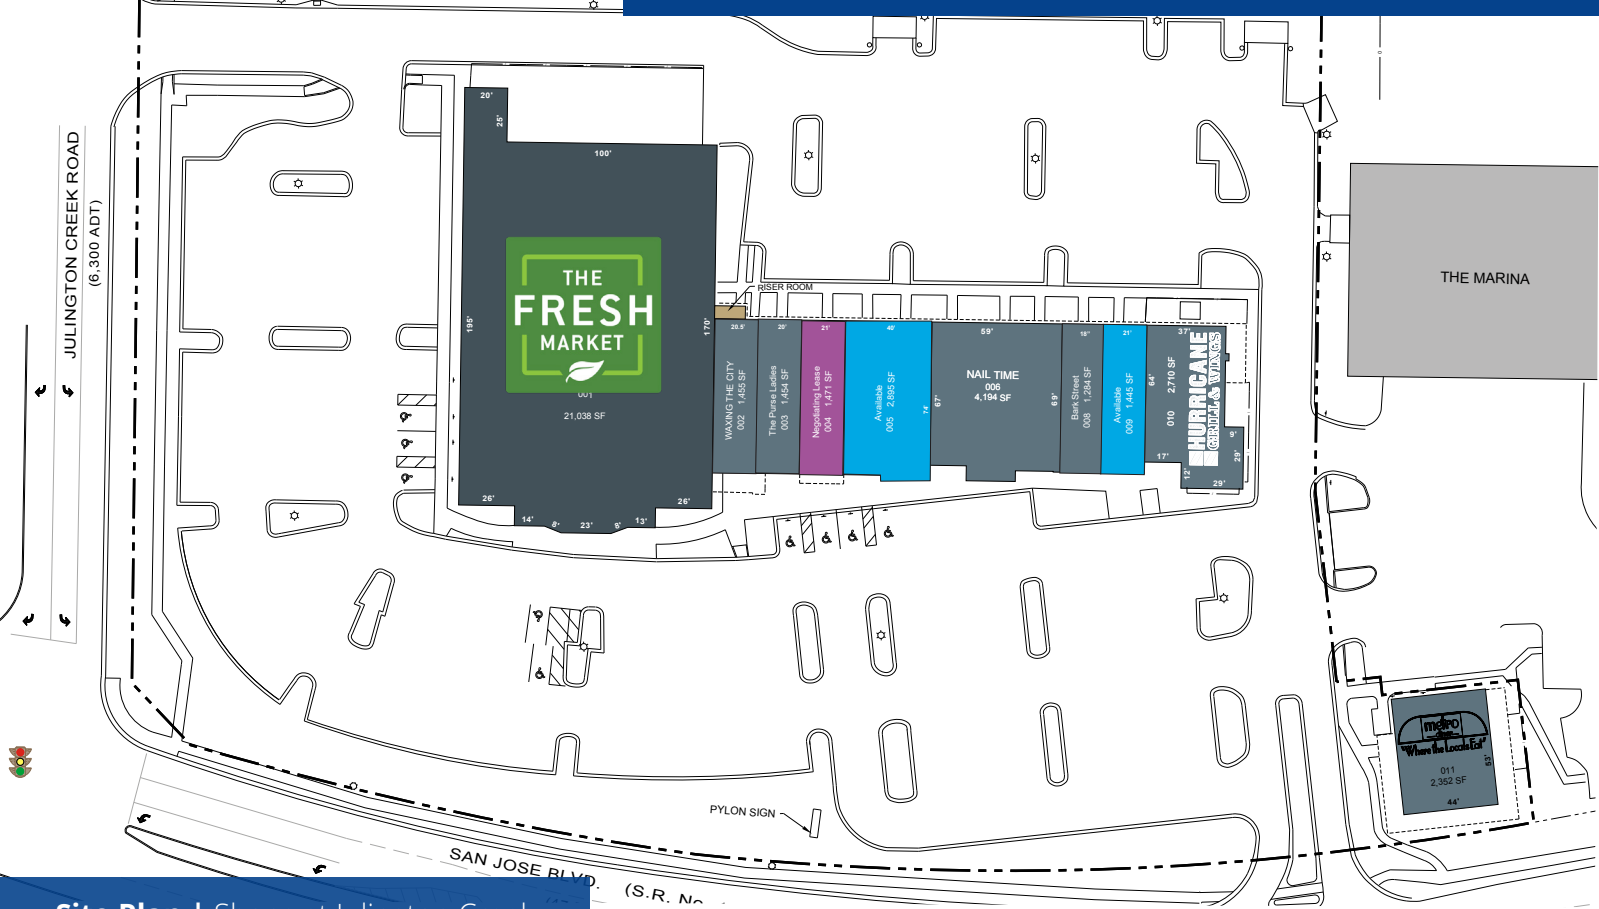 JULINGTON CREEK ROAD
(6,300 ADT)
20'
25'
100'
195'
170'
THE
FRESH
MARKET
001
21,038 SF
26'
14'
8'
23'
8'
13'
26'
RISER ROOM
20.5'
WAXING THE CITY
002 1,455 SF
20'
The Purse Ladies
003 1,454 SF
21'
Negotiating Lease
004 1,471 SF
40'
Available
005 2,895 SF
74'
67'
59'
NAIL TIME
006
4,194 SF
69'
18'
Bark Street
008 1,284 SF
21'
Available
009 1,445 SF
64'
37'
010 2,710 SF
HURRICANE
GRILL & WINGS
17'
12'
9'
29'
29'
THE MARINA
metro
diner
"Where the Locals Eat"
011
2,352 SF
53'
44'
PYLON SIGN
SAN JOSE BLVD. (S.R. No.
Site Plan |